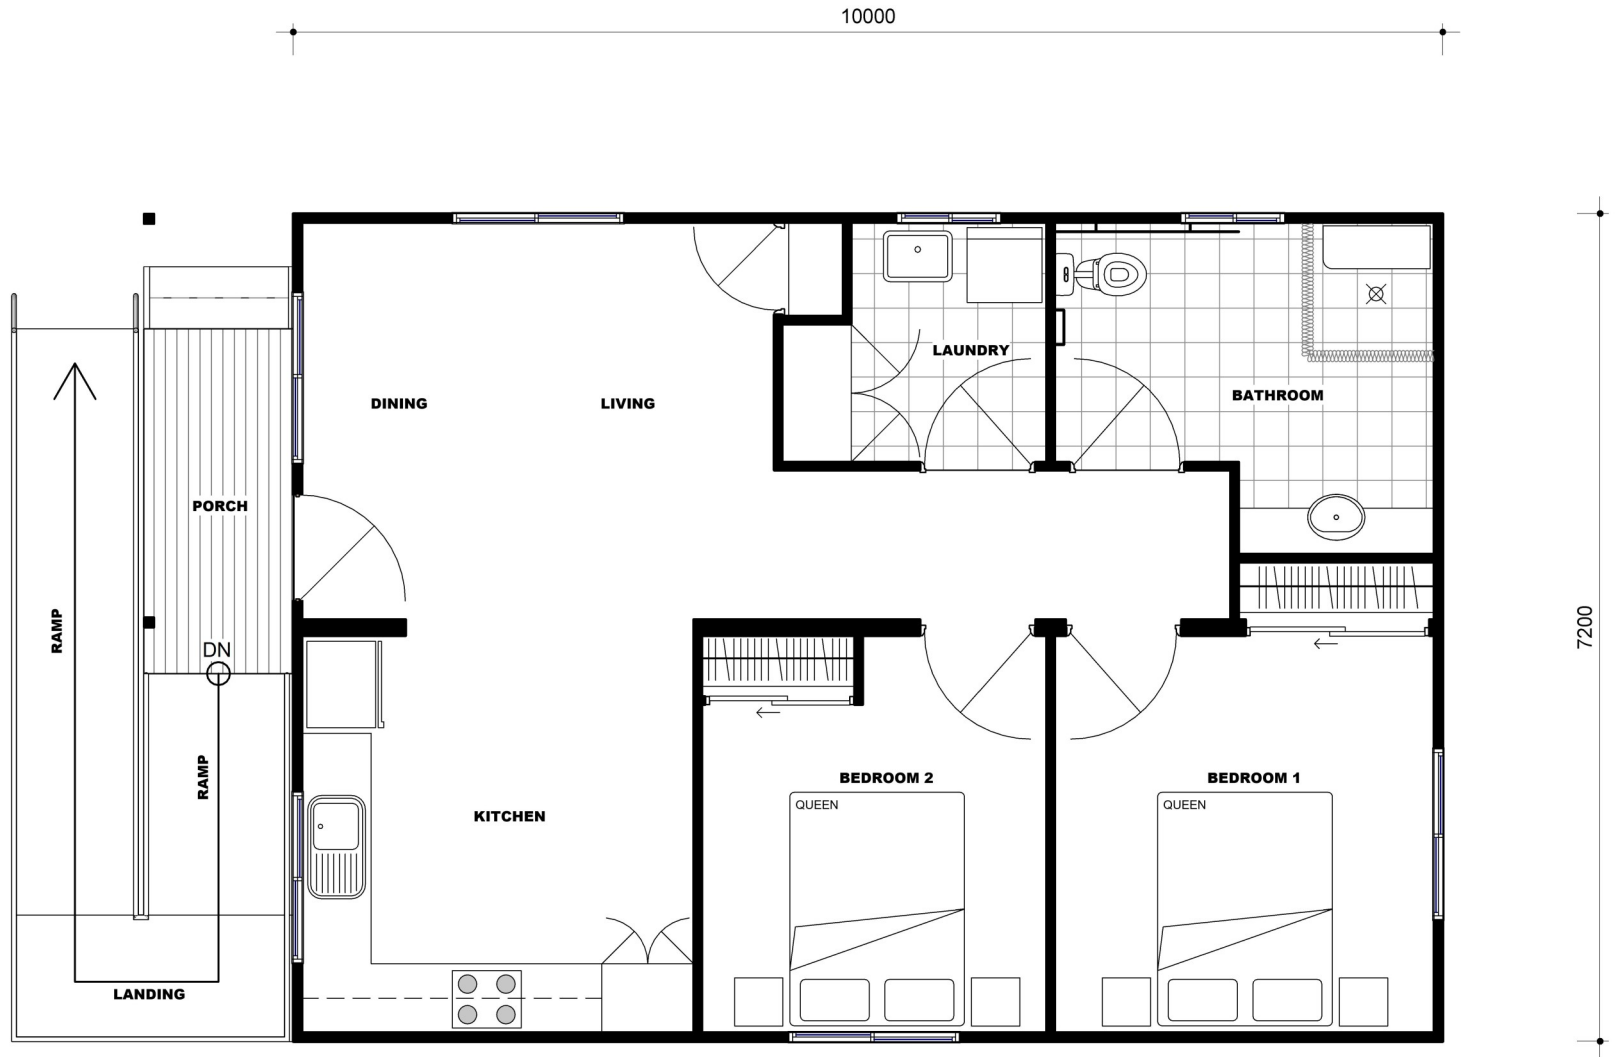 10000
LAUNDRY
BATHROOM
DINING
LIVING
PORCH
RAMP
DN
7200
RAMP
BEDROOM 2
BEDROOM 1
QUEEN
QUEEN
KITCHEN
LANDING